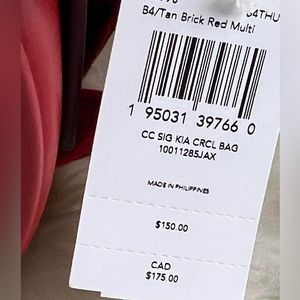 B4/Tan Brick Red Multi
1 95031 39766 0
CC SIG KIA CRCL BAG
10011285JAX
MADE IN PHILIPPINES
$150.00
CAD
$175.00